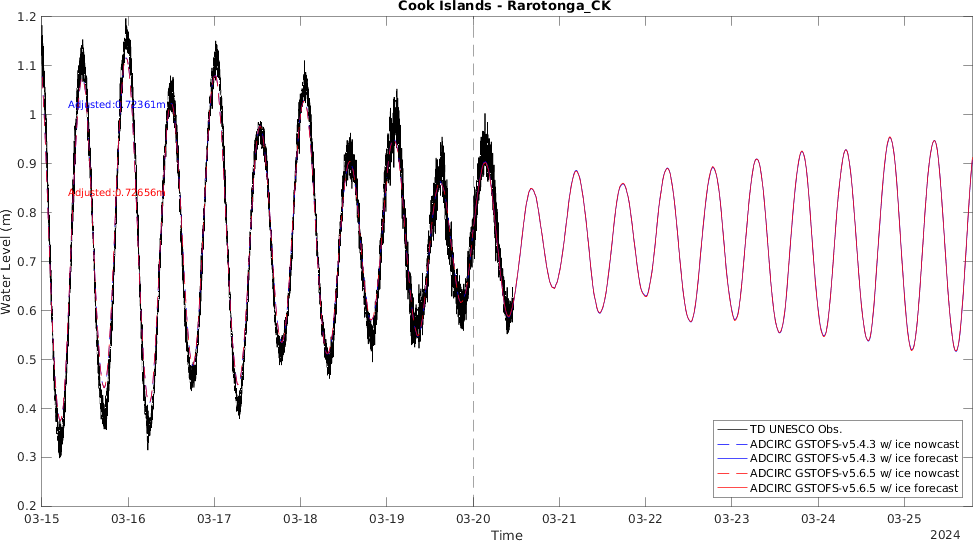 Cook Islands - Rarotonga_CK
1.2
1.1
1
0.9
0.8
0.7
0.6
0.5
0.4
0.3
0.2
Water Level (m)
Adjusted:0.72361m
Adjusted:0.72656m
TD UNESCO Obs.
ADCIRC GSTOFS-v5.4.3 w/ ice nowcast
ADCIRC GSTOFS-v5.4.3 w/ ice forecast
ADCIRC GSTOFS-v5.6.5 w/ ice nowcast
ADCIRC GSTOFS-v5.6.5 w/ ice forecast
03-15 03-16 03-17 03-18 03-19 03-20 03-21 03-22 03-23 03-24 03-25
Time
2024